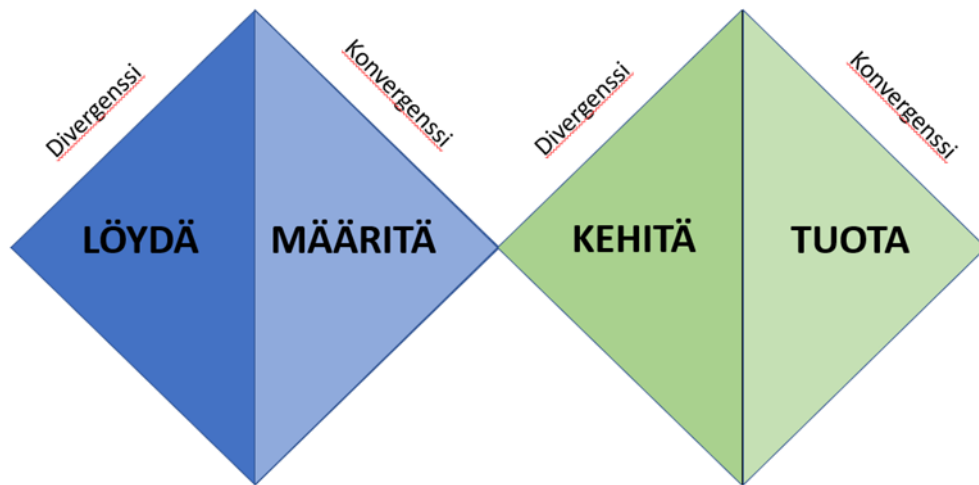 Divergenssi
Konvergenssi
Divergenssi
Konvergenssi
LÖYDÄ
MÄÄRITÄ
KEHITÄ
TUOTA